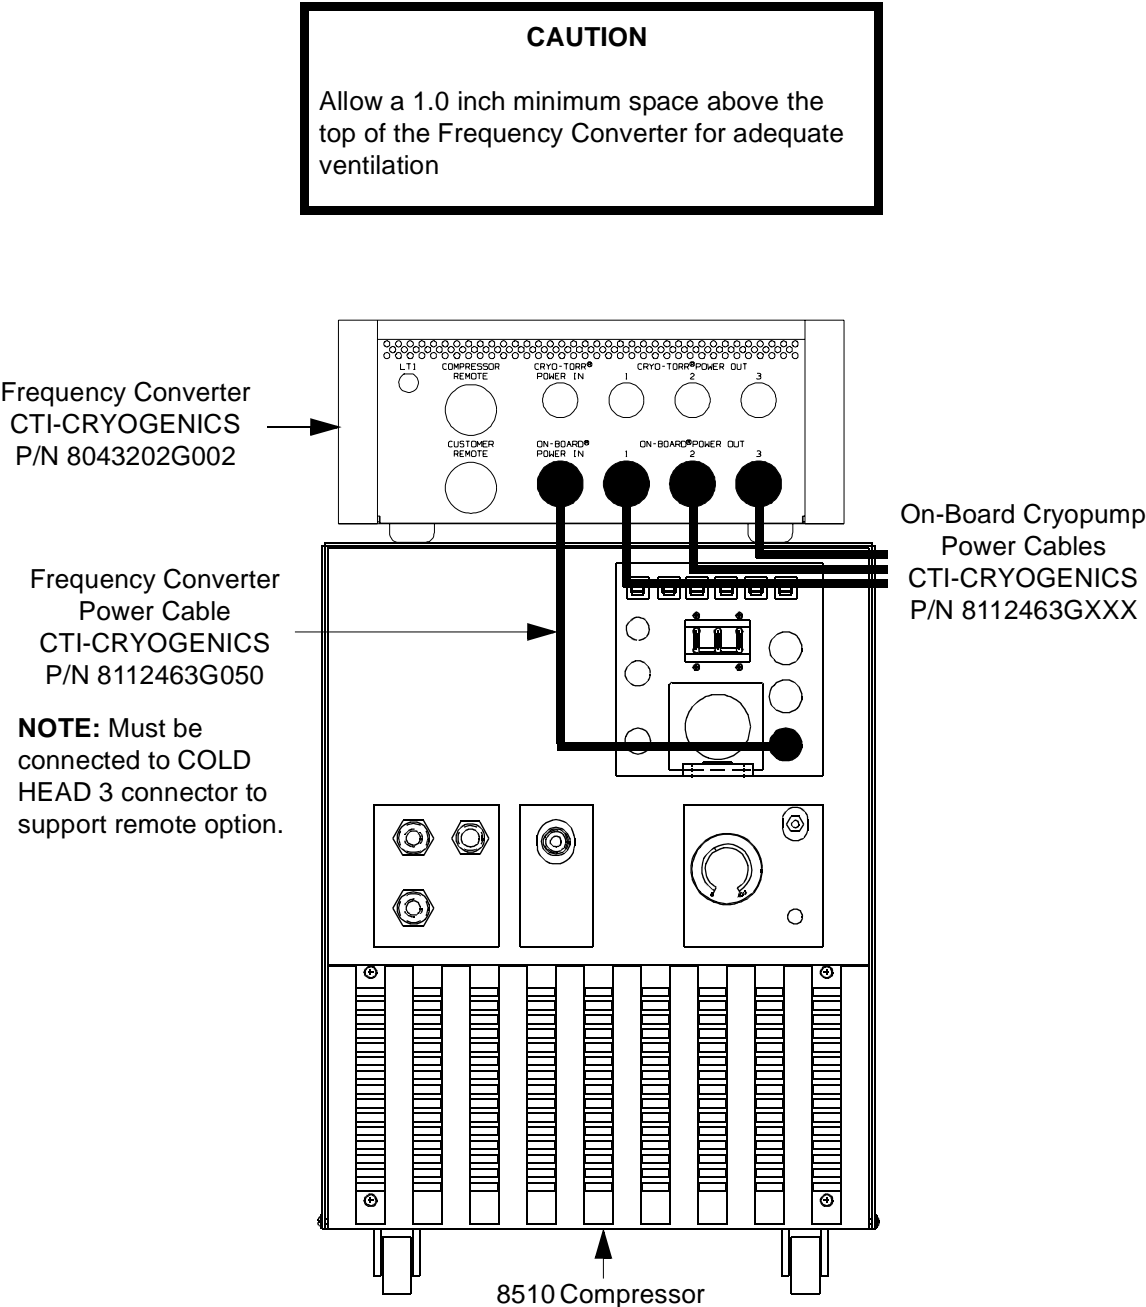 CAUTION
Allow a 1.0 inch minimum space above the
top of the Frequency Converter for adequate
ventilation
LT1
COMPRESSOR
REMOTE
CRYO-TORR®
POWER IN
CRYO-TORR®POWER OUT
1 2 3
CUSTOMER
REMOTE
ON-BOARD®
POWER IN
ON-BOARD®POWER OUT
1 2 3
Frequency Converter
CTI-CRYOGENICS
P/N 8043202G002
On-Board Cryopump
Power Cables
CTI-CRYOGENICS
P/N 8112463GXXX
Frequency Converter
Power Cable
CTI-CRYOGENICS
P/N 8112463G050
NOTE: Must be
connected to COLD
HEAD 3 connector to
support remote option.
8510 Compressor